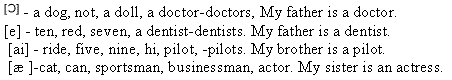 [Ɔ] - a dog, not, a doll, a doctor-doctors, My father is a doctor.
[e] - ten, red, seven, a dentist-dentists. My father is a dentist.
[ai] - ride, five, nine, hi, pilot, -pilots. My brother is a pilot.
[æ ]-cat, can, sportsman, businessman, actor. My sister is an actress.